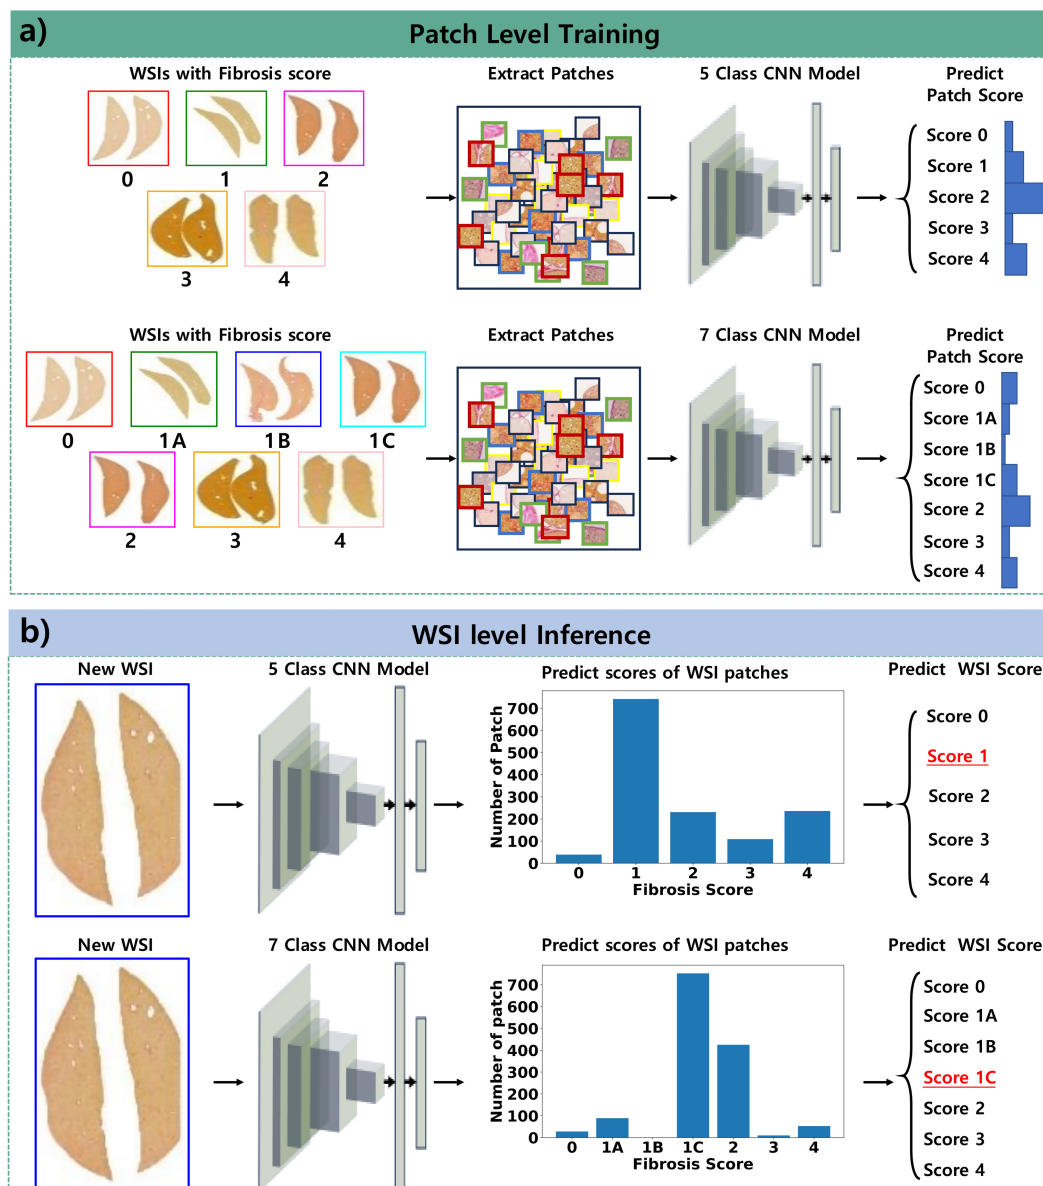 a)
Patch Level Training
WSIs with Fibrosis score
Extract Patches
5 Class CNN Model
Predict
Patch Score
0
1
2
3
4
Score 0
Score 1
Score 2
Score 3
Score 4
WSIs with Fibrosis score
Extract Patches
7 Class CNN Model
Predict
Patch Score
0
1A
1B
1C
2
3
4
Score 0
Score 1A
Score 1B
Score 1C
Score 2
Score 3
Score 4
b)
WSI level Inference
New WSI
5 Class CNN Model
Predict scores of WSI patches
Predict WSI Score
Number of Patch
700
600
500
400
300
200
100
0
0 1 2 3 4
Fibrosis Score
Score 0
Score 1
Score 2
Score 3
Score 4
New WSI
7 Class CNN Model
Predict scores of WSI patches
Predict WSI Score
Number of patch
700
600
500
400
300
200
100
0
0 1A 1B 1C 2 3 4
Fibrosis Score
Score 0
Score 1A
Score 1B
Score 1C
Score 2
Score 3
Score 4